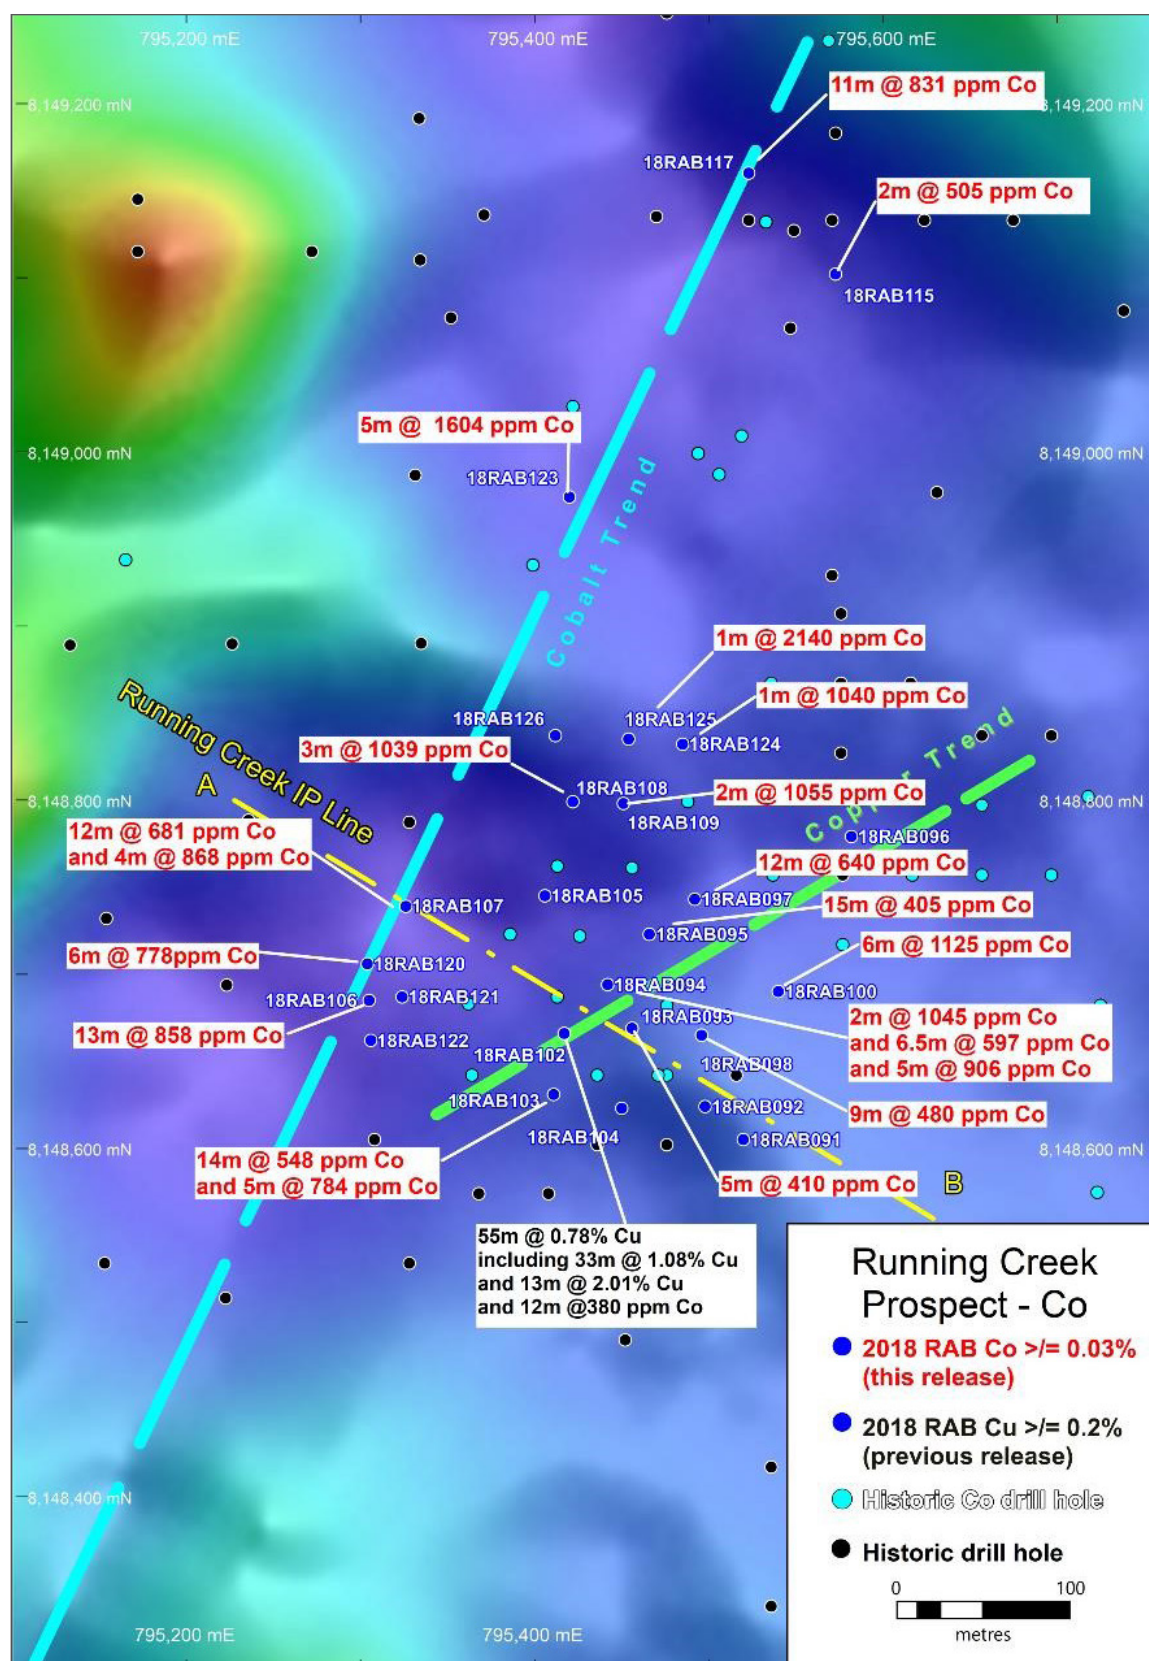 795,200 mE
795,400 mE
795,600 mE
11m @ 831 ppm Co
8,149,200 mN
8,149,200 mN
18RAB117
2m @ 505 ppm Co
18RAB115
5m @ 1604 ppm Co
8,149,000 mN
8,149,000 mN
18RAB123
Cobalt Trend
1m @ 2140 ppm Co
Running Creek IP Line
1m @ 1040 ppm Co
18RAB126
18RAB125
18RAB124
3m @ 1039 ppm Co
Copper Trend
A
18RAB108
2m @ 1055 ppm Co
8,148,800 mN
8,148,800 mN
18RAB109
12m @ 681 ppm Co
and 4m @ 868 ppm Co
18RAB096
12m @ 640 ppm Co
18RAB105
18RAB097
18RAB107
15m @ 405 ppm Co
18RAB095
6m @ 1125 ppm Co
6m @ 778ppm Co
18RAB120
18RAB094
18RAB100
18RAB106
18RAB121
18RAB093
2m @ 1045 ppm Co
and 6.5m @ 597 ppm Co
and 5m @ 906 ppm Co
13m @ 858 ppm Co
18RAB122
18RAB102
18RAB098
18RAB103
18RAB092
9m @ 480 ppm Co
18RAB104
18RAB091
8,148,600 mN
8,148,600 mN
14m @ 548 ppm Co
and 5m @ 784 ppm Co
5m @ 410 ppm Co
B
55m @ 0.78% Cu
including 33m @ 1.08% Cu
and 13m @ 2.01% Cu
and 12m @380 ppm Co
Running Creek
Prospect - Co
2018 RAB Co >/= 0.03%
(this release)
2018 RAB Cu >/= 0.2%
(previous release)
8,148,400 mN
Historic Co drill hole
Historic drill hole
0
100
metres
795,200 mE
795,400 mE